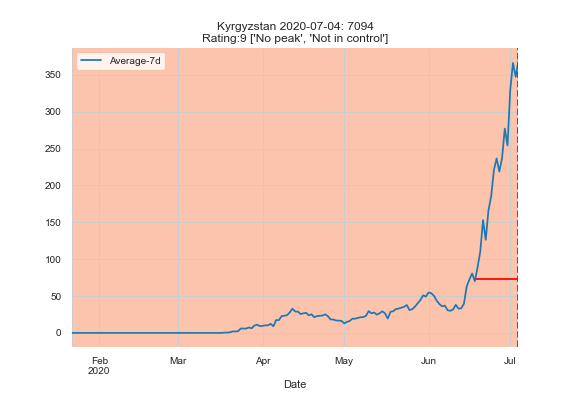 Kyrgyzstan 2020-07-04: 7094
Rating:9 ['No peak', 'Not in control']
Average-7d
350
300
250
200
150
100
50
0
Feb
2020
Mar
Apr
May
Jun
Jul
Date